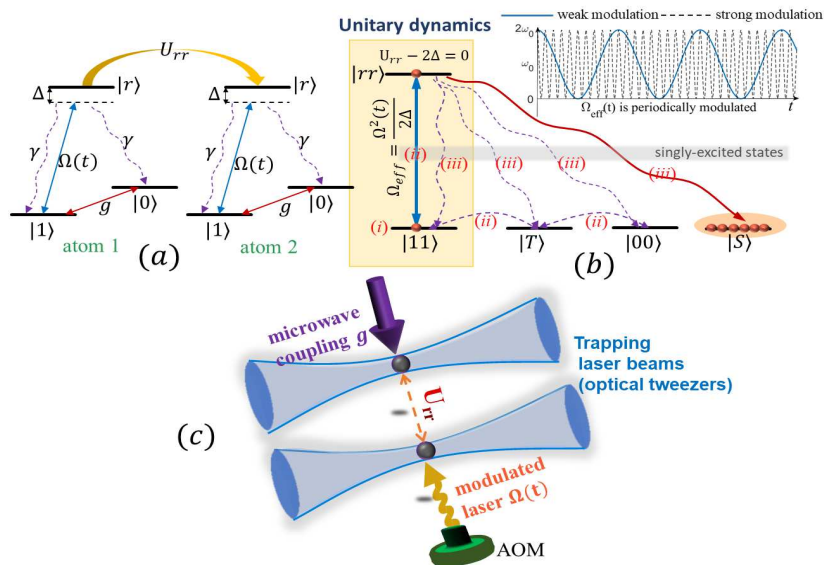 U_rr
|r⟩
Δ
γ
Ω(t)
γ
|0⟩
g
|1⟩
atom 1
|r⟩
Δ
γ
Ω(t)
γ
|0⟩
g
|1⟩
atom 2
(a)
Unitary dynamics
U_rr − 2Δ = 0
|rr⟩
Ω_eff = Ω²(t)/2Δ
(ii)
(iii)
(iii)
(iii)
(iii)
singly-excited states
(i)
(ii)
(ii)
|11⟩
|T⟩
|00⟩
|S⟩
(b)
weak modulation
strong modulation
2ω₀
ω₀
0
Ω_eff(t) is periodically modulated
t
microwave
coupling g
Trapping
laser beams
(optical tweezers)
U_rr
(c)
modulated
laser Ω(t)
AOM